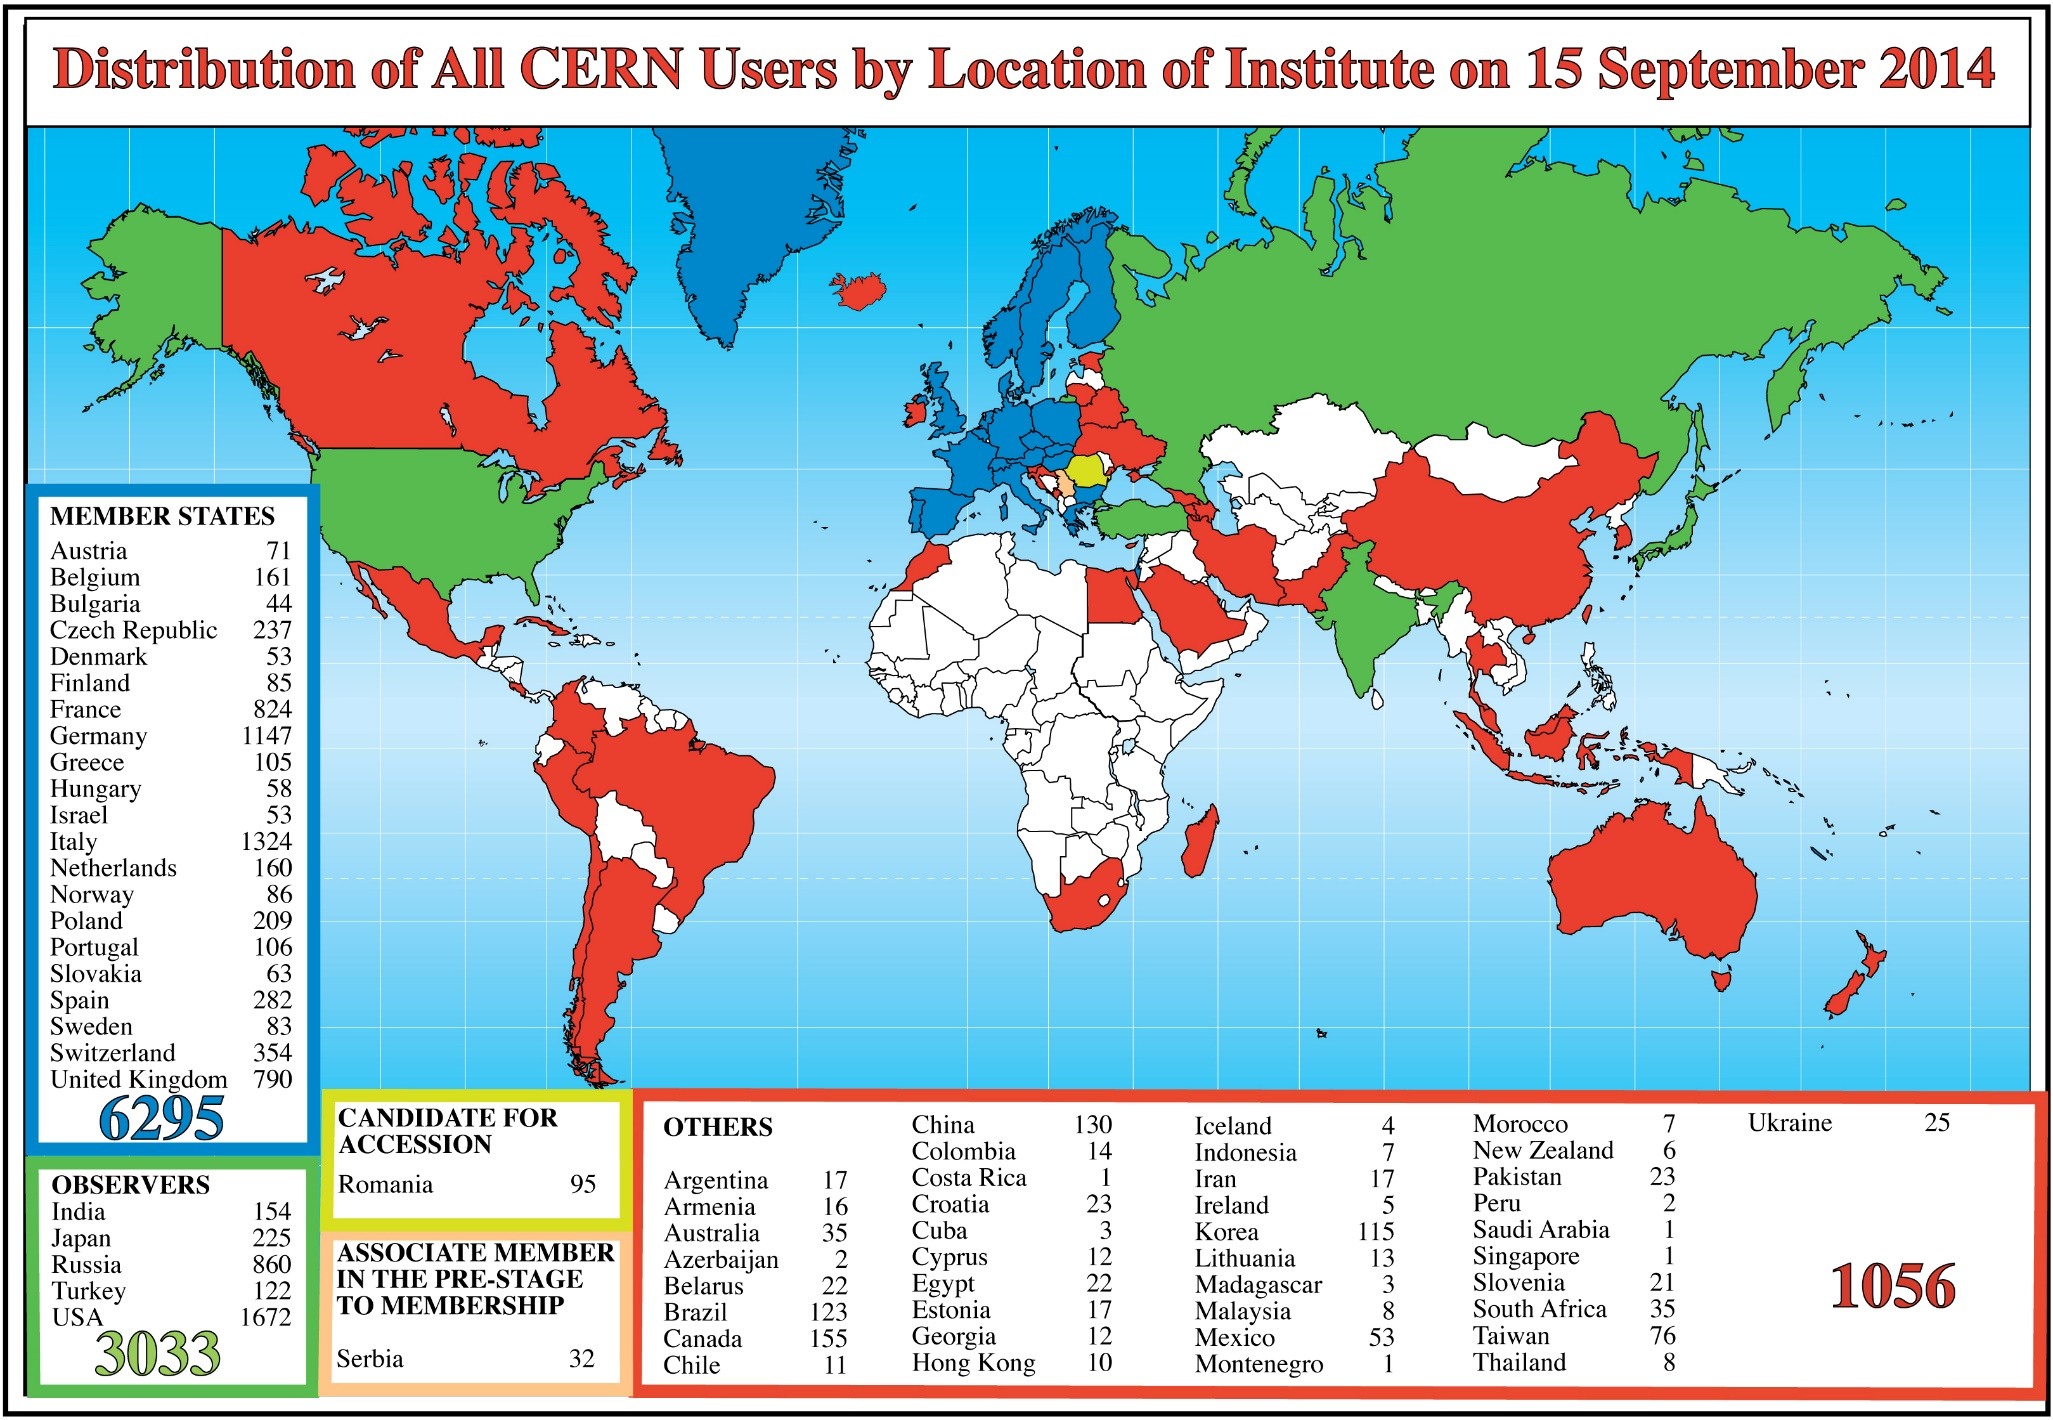 Distribution of All CERN Users by Location of Institute on 15 September 2014
MEMBER STATES
Austria 71
Belgium 161
Bulgaria 44
Czech Republic 237
Denmark 53
Finland 85
France 824
Germany 1147
Greece 105
Hungary 58
Israel 53
Italy 1324
Netherlands 160
Norway 86
Poland 209
Portugal 106
Slovakia 63
Spain 282
Sweden 83
Switzerland 354
United Kingdom 790
6295
OBSERVERS
India 154
Japan 225
Russia 860
Turkey 122
USA 1672
3033
CANDIDATE FOR
ACCESSION
Romania 95
ASSOCIATE MEMBER
IN THE PRE-STAGE
TO MEMBERSHIP
Serbia 32
OTHERS
Argentina 17
Armenia 16
Australia 35
Azerbaijan 2
Belarus 22
Brazil 123
Canada 155
Chile 11
China 130
Colombia 14
Costa Rica 1
Croatia 23
Cuba 3
Cyprus 12
Egypt 22
Estonia 17
Georgia 12
Hong Kong 10
Iceland 4
Indonesia 7
Iran 17
Ireland 5
Korea 115
Lithuania 13
Madagascar 3
Malaysia 8
Mexico 53
Montenegro 1
Morocco 7
New Zealand 6
Pakistan 23
Peru 2
Saudi Arabia 1
Singapore 1
Slovenia 21
South Africa 35
Taiwan 76
Thailand 8
Ukraine 25
1056